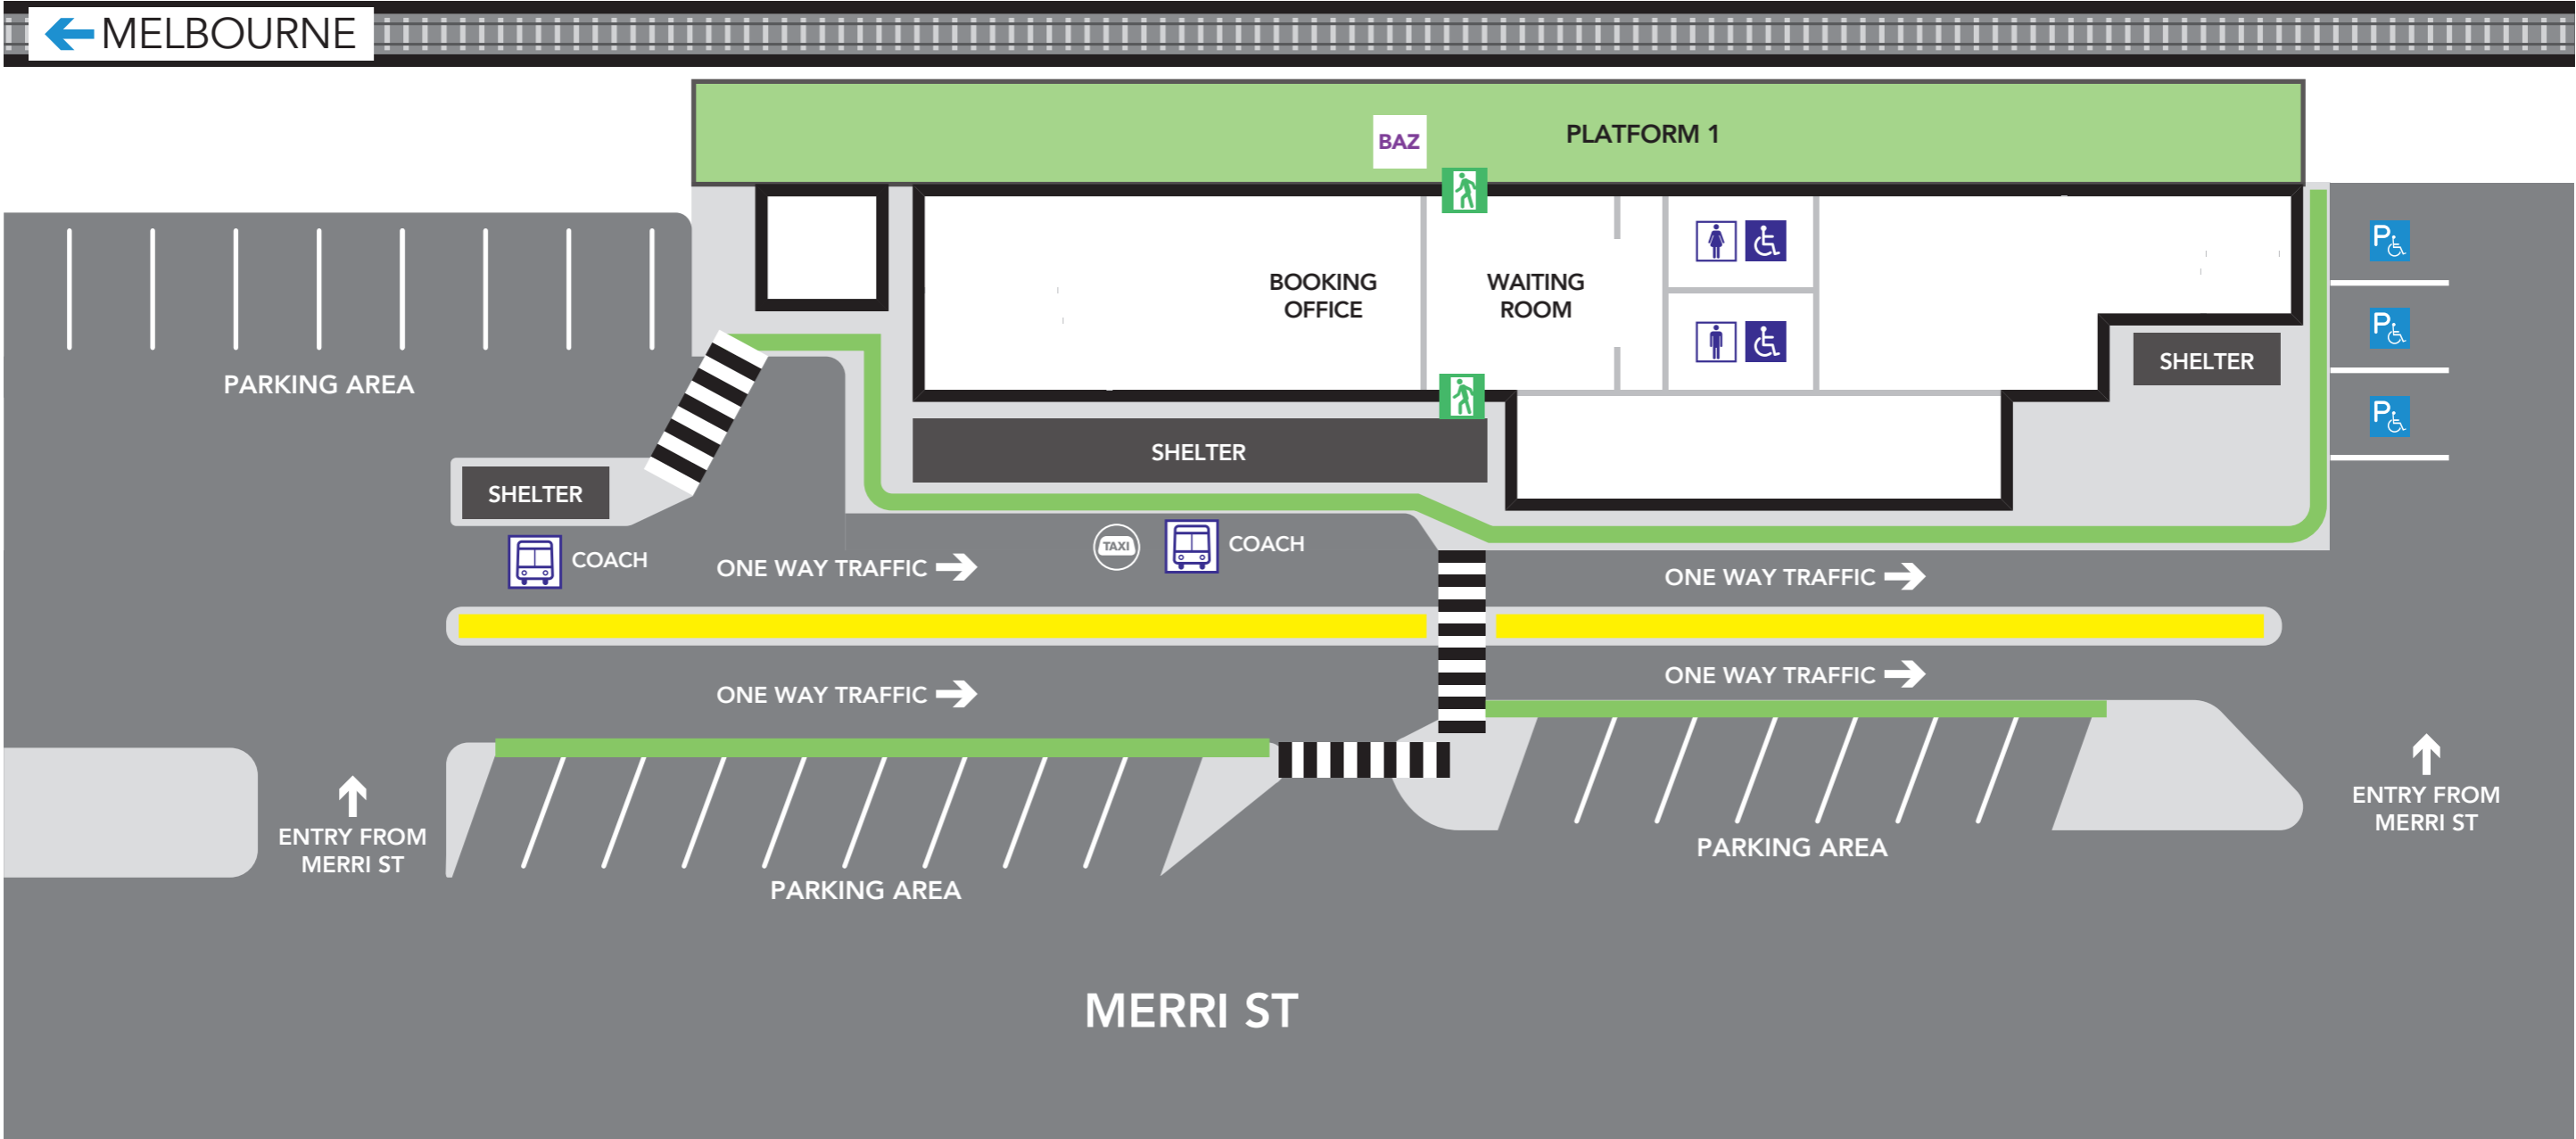 MELBOURNE
PLATFORM 1
BAZ
BOOKING
OFFICE
WAITING
ROOM
P
P
P
SHELTER
PARKING AREA
SHELTER
SHELTER
COACH
TAXI
COACH
ONE WAY TRAFFIC
ONE WAY TRAFFIC
ONE WAY TRAFFIC
ONE WAY TRAFFIC
ENTRY FROM
MERRI ST
ENTRY FROM
MERRI ST
PARKING AREA
PARKING AREA
MERRI ST